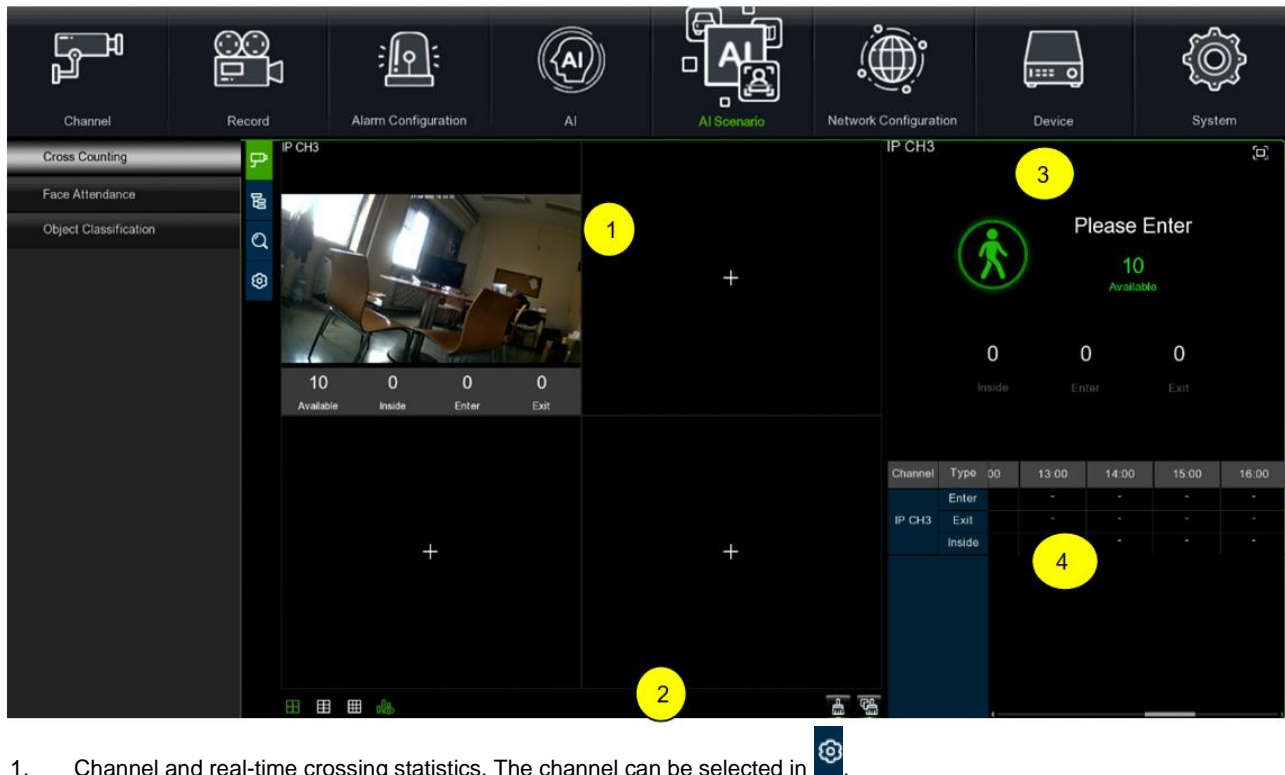 Channel
Record
Alarm Configuration
AI
AI
AI
AI Scenario
Network Configuration
Device
System
Cross Counting
Face Attendance
Object Classification
IP CH3
1
10 0 0 0
Available Inside Enter Exit
2
IP CH3
3
Please Enter
10
Available
0 0 0
Inside Enter Exit
Channel Type 00 13:00 14:00 15:00 16:00
Enter - - - -
IP CH3 Exit - - - -
Inside - - -
4
1. Channel and real-time crossing statistics. The channel can be selected in .